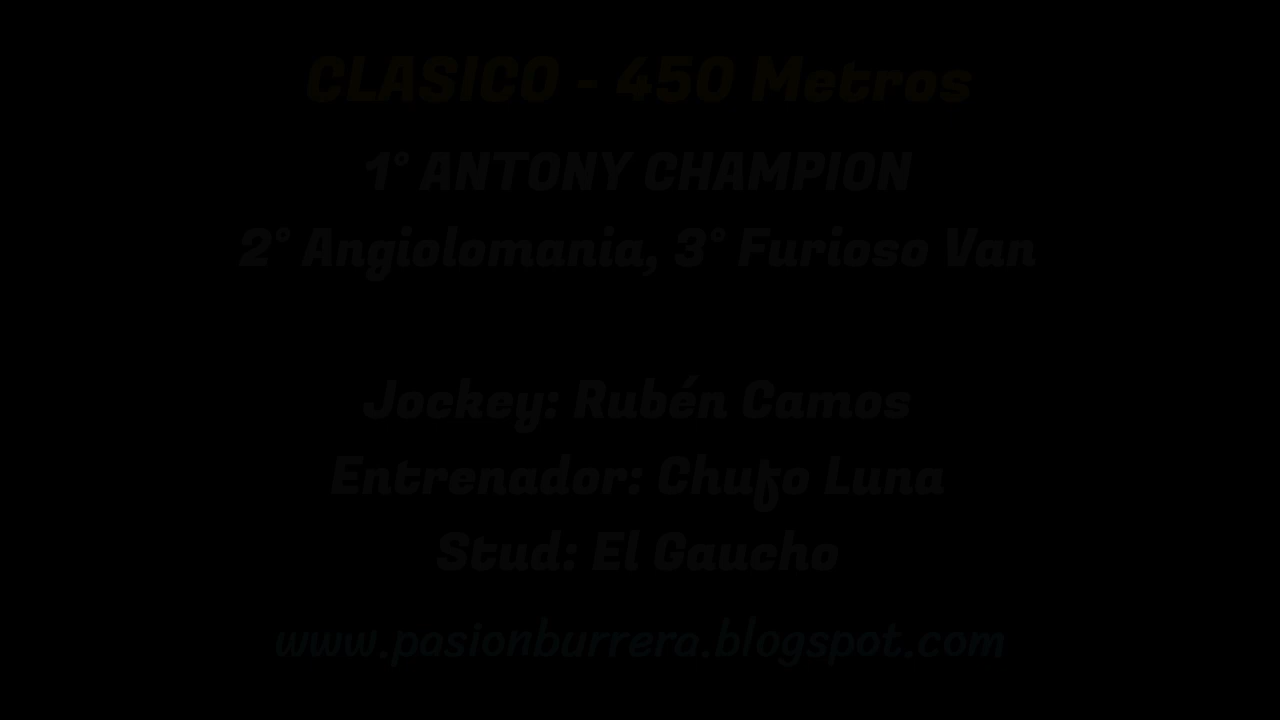 CLASICO - 450 Metros
1° ANTONY CHAMPION
2° Angiolomania, 3° Furioso Van
Jockey: Rubén Camos
Entrenador: Chufo Luna
Stud: El Gaucho
www.pasionburrera.blogspot.com